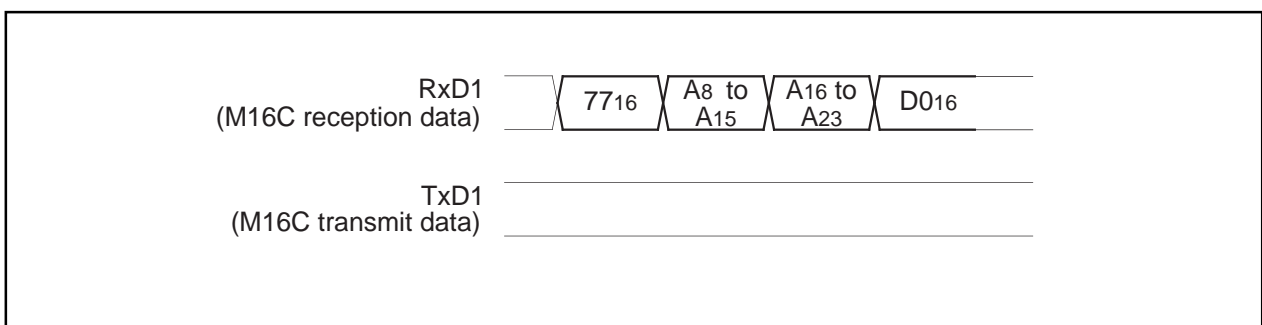 RxD1
(M16C reception data)
7716
A8 to
A15
A16 to
A23
D016
TxD1
(M16C transmit data)